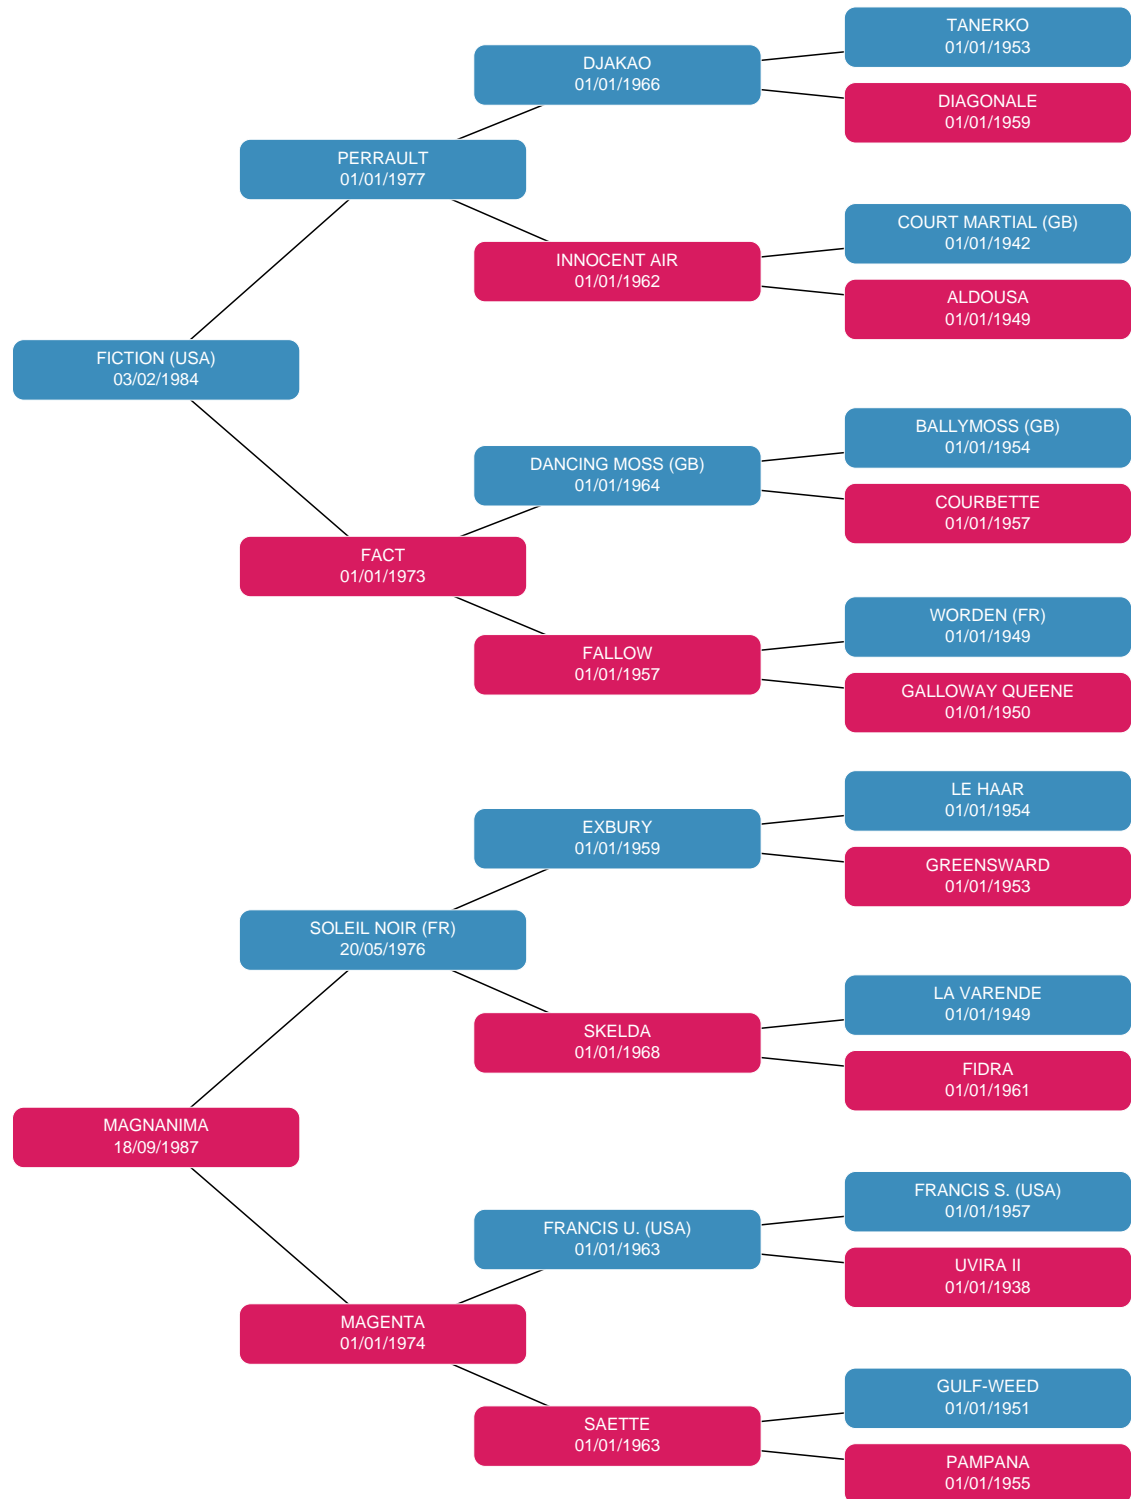 TANERKO
01/01/1953
DJAKAO
01/01/1966
DIAGONALE
01/01/1959
PERRAULT
01/01/1977
COURT MARTIAL (GB)
01/01/1942
INNOCENT AIR
01/01/1962
ALDOUSA
01/01/1949
FICTION (USA)
03/02/1984
BALLYMOSS (GB)
01/01/1954
DANCING MOSS (GB)
01/01/1964
COURBETTE
01/01/1957
FACT
01/01/1973
WORDEN (FR)
01/01/1949
FALLOW
01/01/1957
GALLOWAY QUEENE
01/01/1950
LE HAAR
01/01/1954
EXBURY
01/01/1959
GREENSWARD
01/01/1953
SOLEIL NOIR (FR)
20/05/1976
LA VARENDE
01/01/1949
SKELDA
01/01/1968
FIDRA
01/01/1961
MAGNANIMA
18/09/1987
FRANCIS S. (USA)
01/01/1957
FRANCIS U. (USA)
01/01/1963
UVIRA II
01/01/1938
MAGENTA
01/01/1974
GULF-WEED
01/01/1951
SAETTE
01/01/1963
PAMPANA
01/01/1955